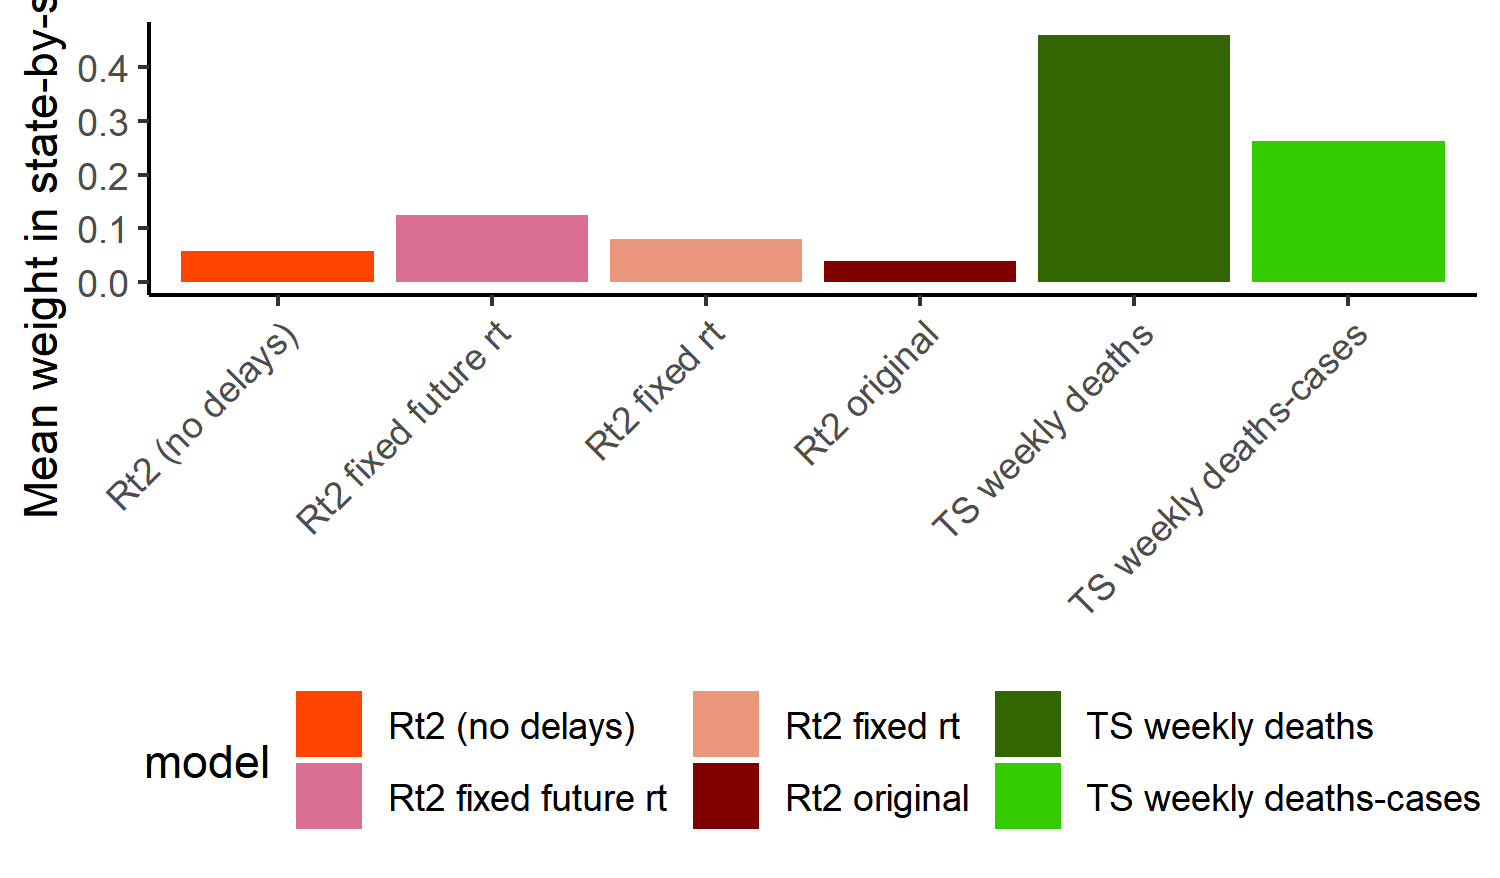 Mean weight in state-by-s
0.4
0.3
0.2
0.1
0.0
Rt2 (no delays)
Rt2 fixed future rt
Rt2 fixed rt
Rt2 original
TS weekly deaths
TS weekly deaths-cases
model
Rt2 (no delays)
Rt2 fixed rt
TS weekly deaths
Rt2 fixed future rt
Rt2 original
TS weekly deaths-cases